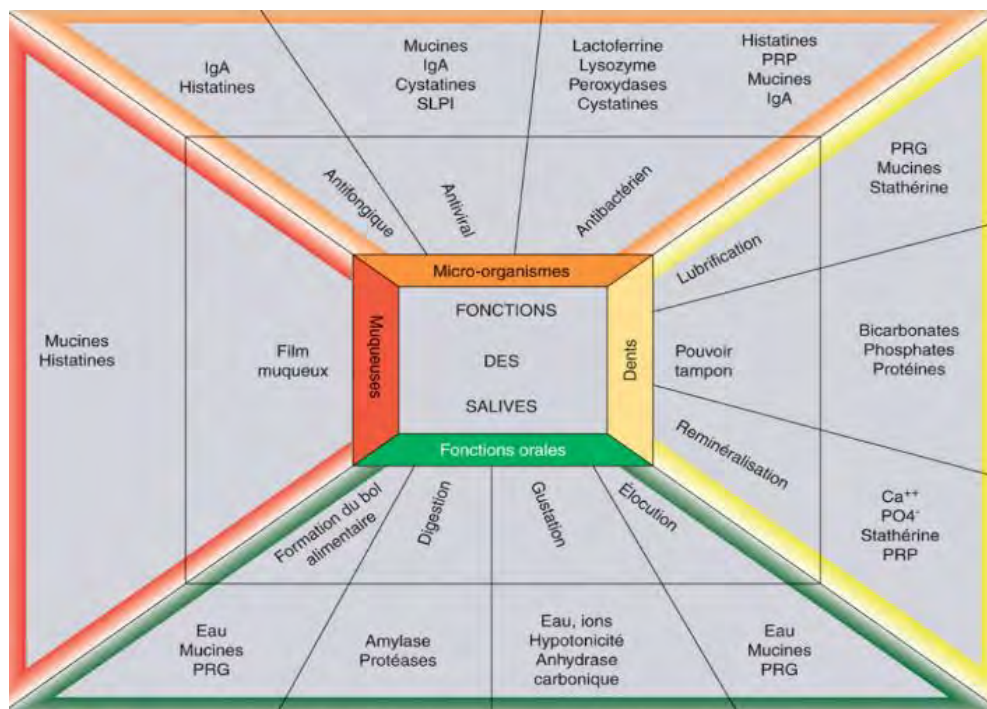 IgA
Histatines
Mucines
IgA
Cystatines
SLPI
Lactoferrine
Lysozyme
Peroxydases
Cystatines
Histatines
PRP
Mucines
IgA
Antifongique
Antiviral
Antibactérien
Micro-organismes
PRG
Mucines
Stathérine
Lubrification
Mucines
Histatines
Film
muqueux
Muqueuses
FONCTIONS
DES
SALIVES
Dents
Pouvoir
tampon
Bicarbonates
Phosphates
Protéines
Reminéralisation
Ca⁺⁺
PO4⁻
Stathérine
PRP
Fonctions orales
Formation du bol
alimentaire
Digestion
Gustation
Élocution
Eau
Mucines
PRG
Amylase
Protéases
Eau, ions
Hypotonicité
Anhydrase
carbonique
Eau
Mucines
PRG